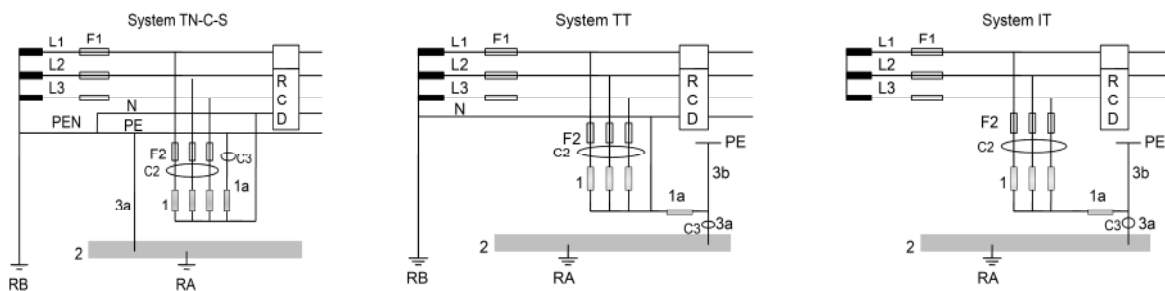 System TN-C-S
L1
F1
L2
L3
N
PEN
PE
R
C
D
F2
C3
C2
1a
1
3a
2
RB
RA
System TT
L1
F1
L2
L3
N
R
C
D
F2
C2
PE
3b
1
1a
C3
3a
2
RB
RA
System IT
L1
F1
L2
L3
R
C
D
F2
C2
PE
3b
1
1a
C3
3a
2
RA